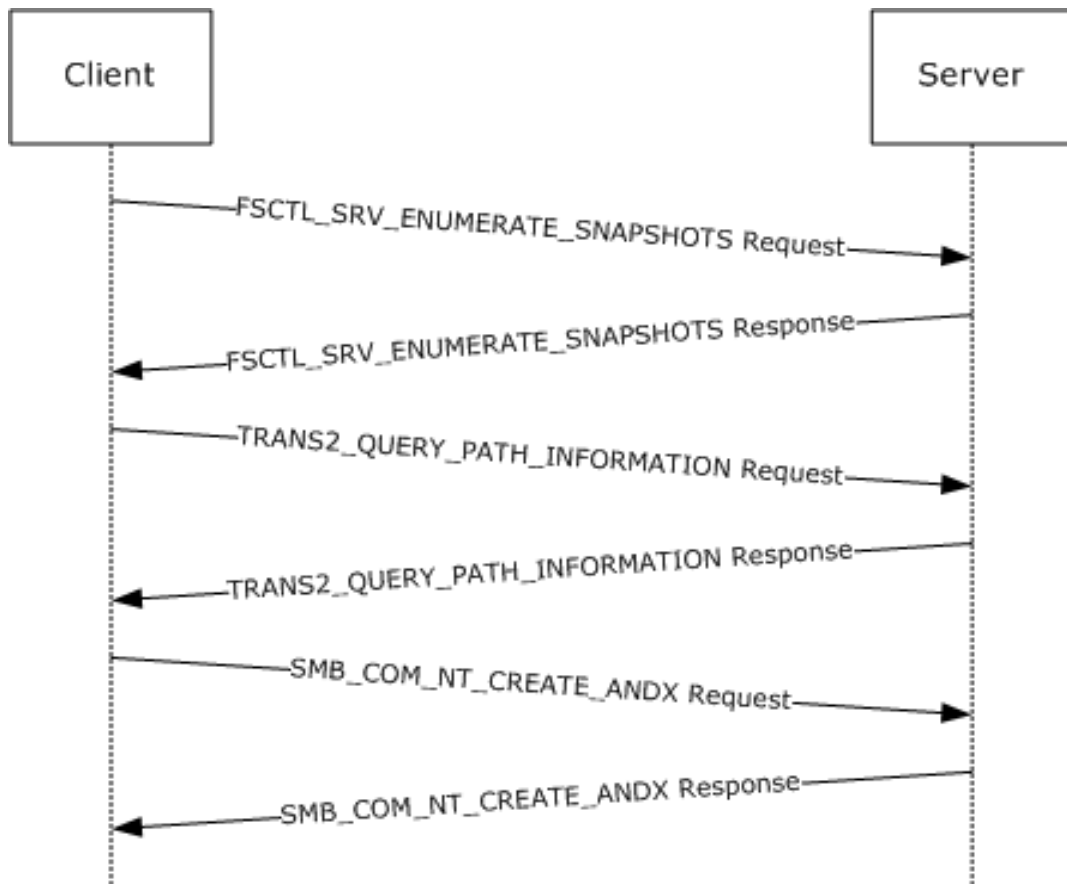 Client
Server
FSCTL_SRV_ENUMERATE_SNAPSHOTS Request
FSCTL_SRV_ENUMERATE_SNAPSHOTS Response
TRANS2_QUERY_PATH_INFORMATION Request
TRANS2_QUERY_PATH_INFORMATION Response
SMB_COM_NT_CREATE_ANDX Request
SMB_COM_NT_CREATE_ANDX Response